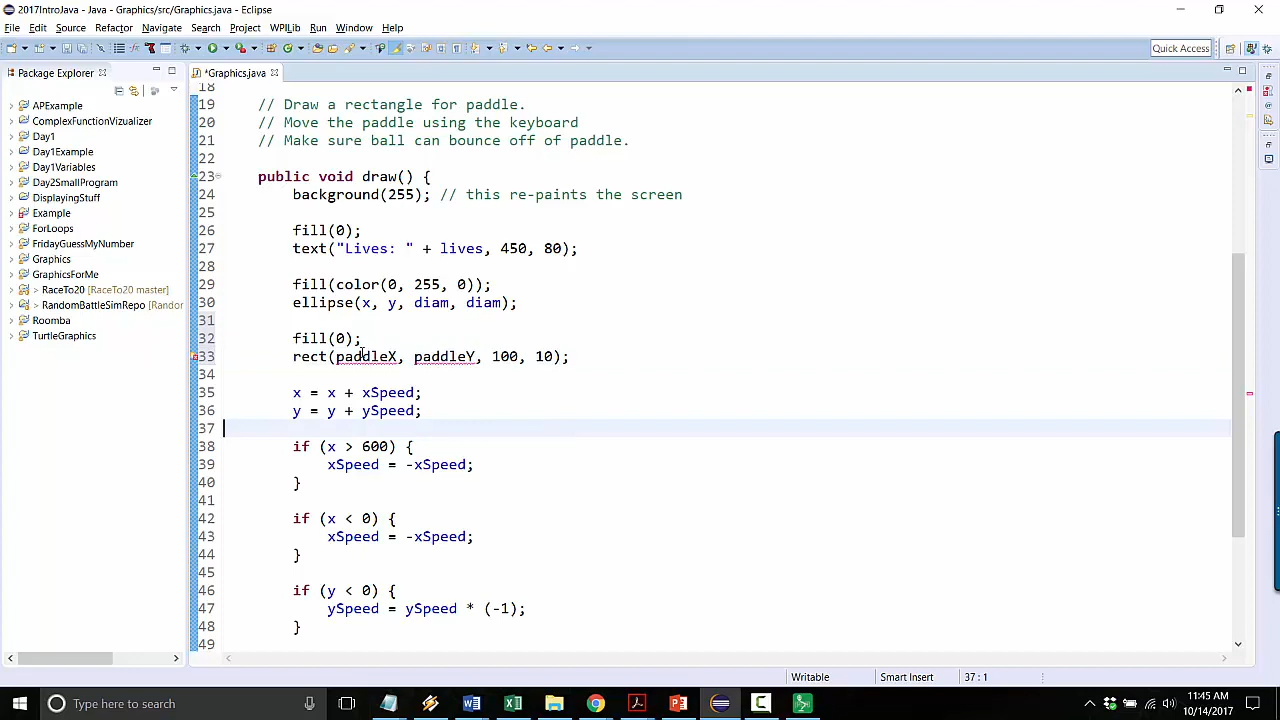 2017IntroJava - Java - Graphics/src/Graphics.java - Eclipse
File Edit Source Refactor Navigate Search Project WPILib Run Window Help
Quick Access
Package Explorer
*Graphics.java
APExample
ComplexFunctionVizualizer
Day1
Day1Example
Day1Variables
Day2SmallProgram
DisplayingStuff
Example
ForLoops
FridayGuessMyNumber
Graphics
GraphicsForMe
> RaceTo20 [RaceTo20 master]
> RandomBattleSimRepo [Randor
Roomba
TurtleGraphics
18
19 // Draw a rectangle for paddle.
20 // Move the paddle using the keyboard
21 // Make sure ball can bounce off of paddle.
22
23 public void draw() {
24 background(255); // this re-paints the screen
25
26 fill(0);
27 text("Lives: " + lives, 450, 80);
28
29 fill(color(0, 255, 0));
30 ellipse(x, y, diam, diam);
31
32 fill(0);
33 rect(paddleX, paddleY, 100, 10);
34
35 x = x + xSpeed;
36 y = y + ySpeed;
37
38 if (x > 600) {
39 xSpeed = -xSpeed;
40 }
41
42 if (x < 0) {
43 xSpeed = -xSpeed;
44 }
45
46 if (y < 0) {
47 ySpeed = ySpeed * (-1);
48 }
49
Writable Smart Insert 37 : 1
Type here to search
11:45 AM
10/14/2017